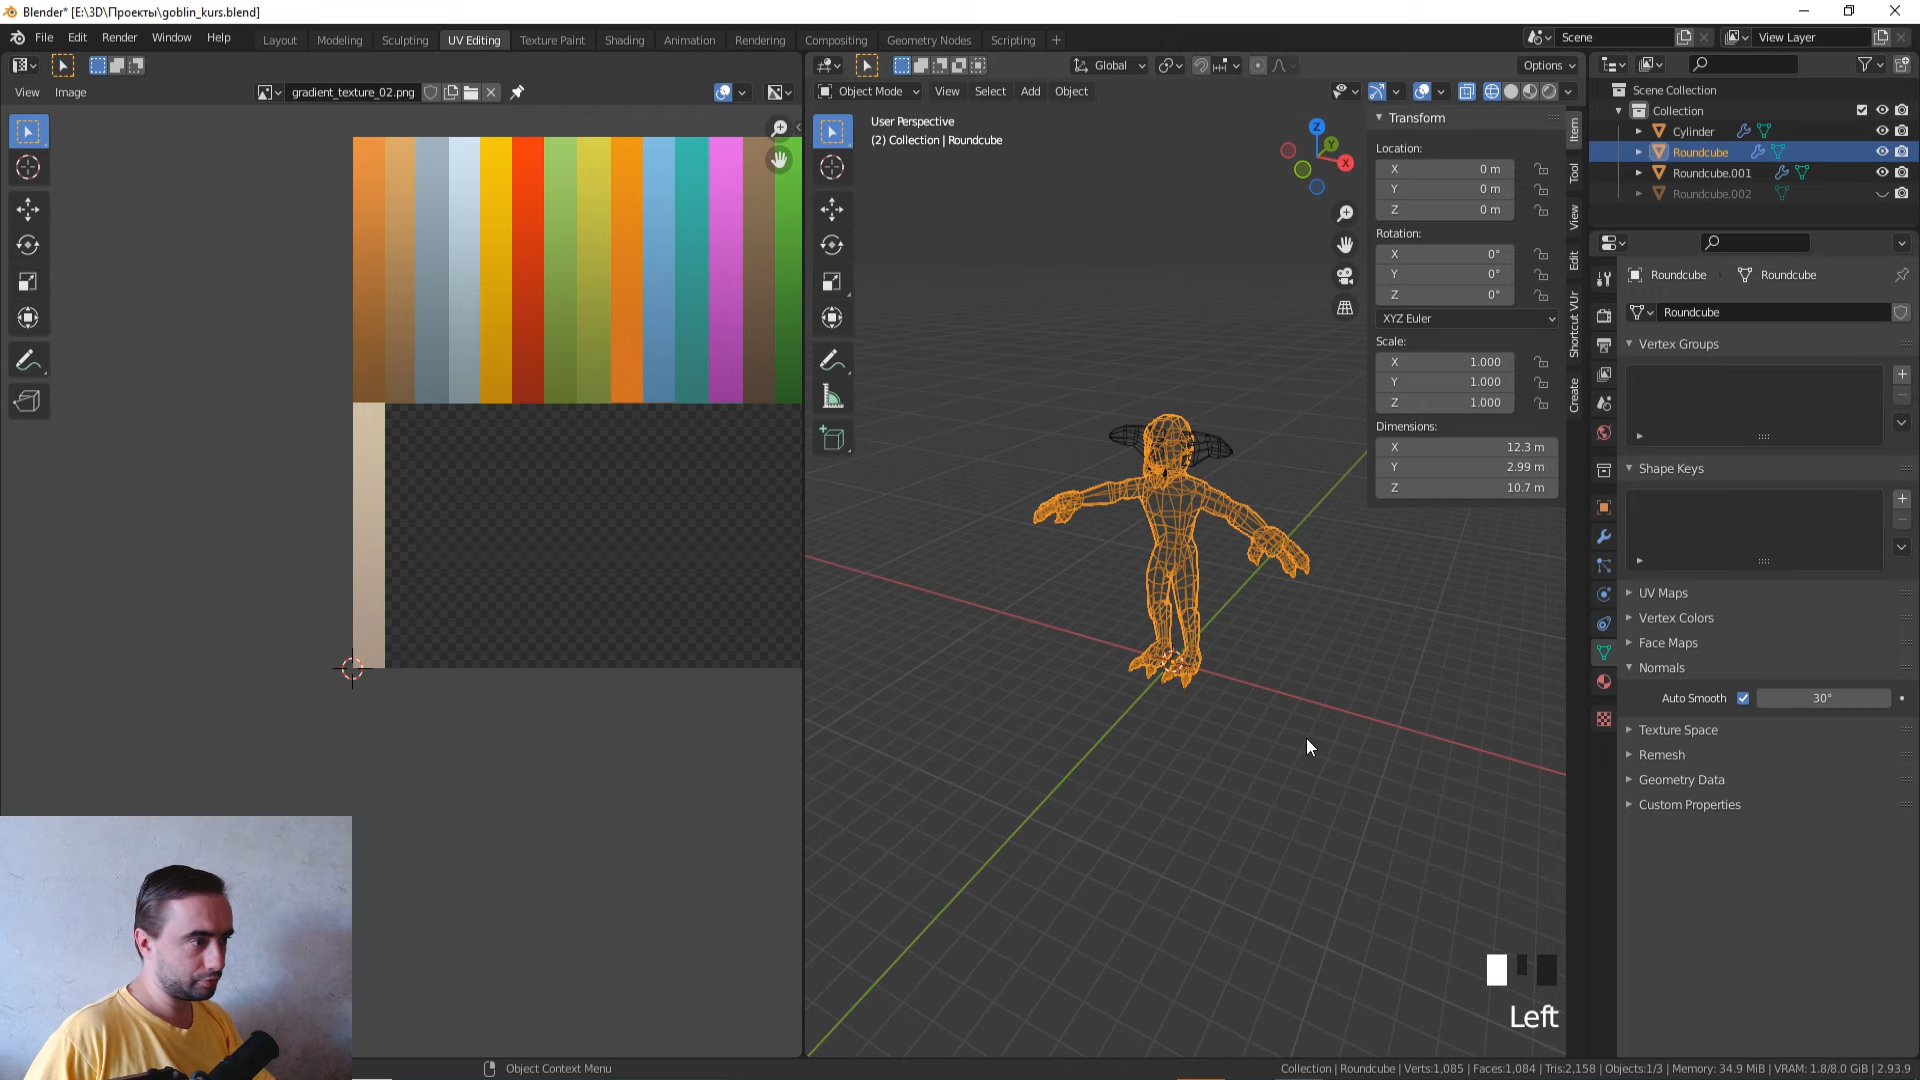 Blender* [E:\3D\Проекты\goblin_kurs.blend]
File Edit Render Window Help
Layout Modeling Sculpting UV Editing Texture Paint Shading Animation Rendering Compositing Geometry Nodes Scripting +
Scene
View Layer
Global
Options
View Image
gradient_texture_02.png
Object Mode View Select Add Object
User Perspective
(2) Collection | Roundcube
Z
Y
X
Transform
Location:
X 0 m
Y 0 m
Z 0 m
Rotation:
X 0°
Y 0°
Z 0°
XYZ Euler
Scale:
X 1.000
Y 1.000
Z 1.000
Dimensions:
X 12.3 m
Y 2.99 m
Z 10.7 m
Item
Tool
View
Edit
Shortcut VUr
Create
Scene Collection
Collection
Cylinder
Roundcube
Roundcube.001
Roundcube.002
Roundcube Roundcube
Roundcube
Vertex Groups
Shape Keys
UV Maps
Vertex Colors
Face Maps
Normals
Auto Smooth 30°
Texture Space
Remesh
Geometry Data
Custom Properties
Left
Object Context Menu
Collection | Roundcube | Verts:1,085 | Faces:1,084 | Tris:2,158 | Objects:1/3 | Memory: 34.9 MiB | VRAM: 1.8/8.0 GiB | 2.93.9